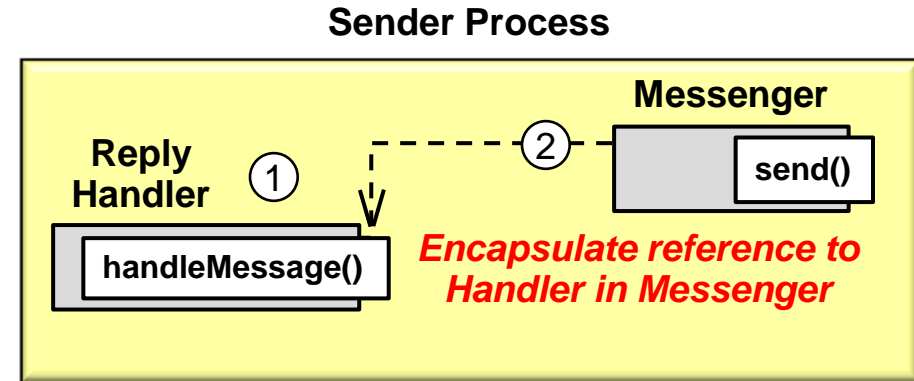 Sender Process
Messenger
2
send()
Reply
Handler
1
handleMessage()
Encapsulate reference to
Handler in Messenger